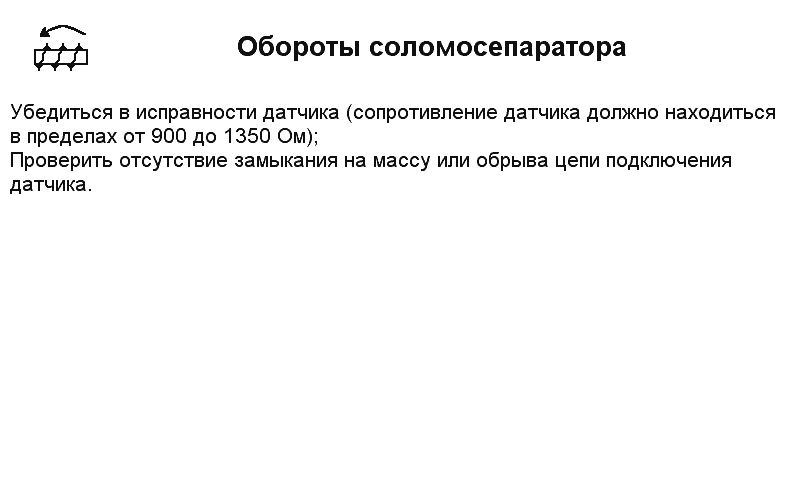 Обороты соломосепаратора
Убедиться в исправности датчика (сопротивление датчика должно находиться
в пределах от 900 до 1350 Ом);
Проверить отсутствие замыкания на массу или обрыва цепи подключения
датчика.